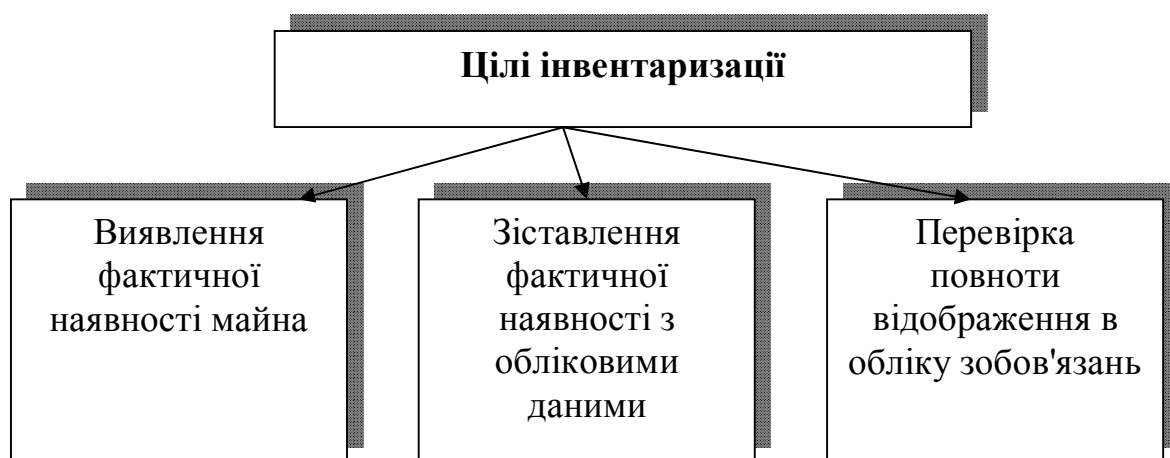 Цілі інвентаризації
Виявлення
фактичної
наявності майна
Зіставлення
фактичної
наявності з
обліковими
даними
Перевірка
повноти
відображення в
обліку зобов'язань